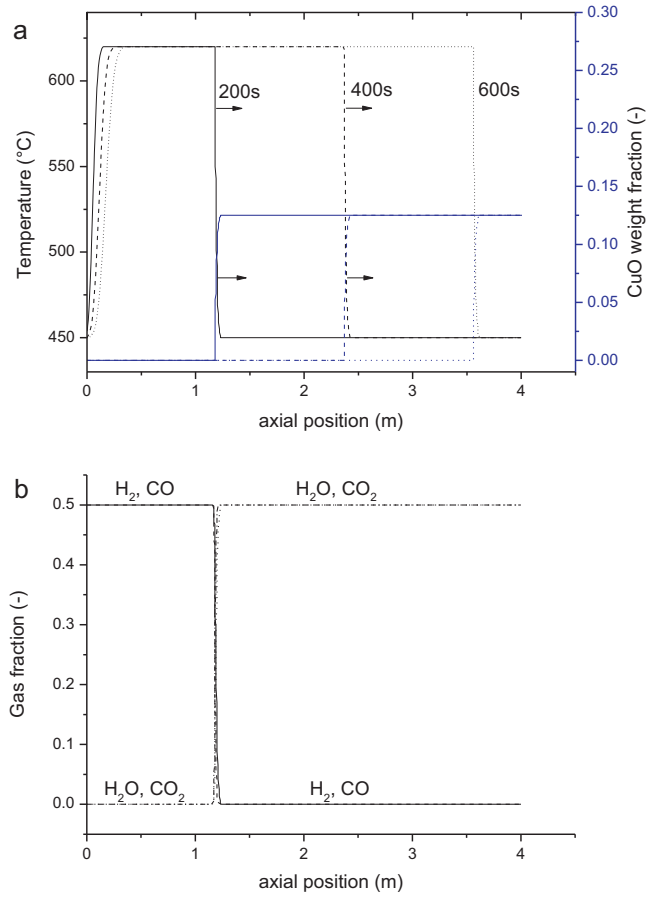 a
Temperature (°C)
600
550
500
450
200s
400s
600s
0.30
0.25
0.20
0.15
0.10
0.05
0.00
CuO weight fraction (-)
0
1
2
3
4
axial position (m)
b
Gas fraction (-)
0.5
0.4
0.3
0.2
0.1
0.0
H₂, CO
H₂O, CO₂
H₂O, CO₂
H₂, CO
0
1
2
3
4
axial position (m)